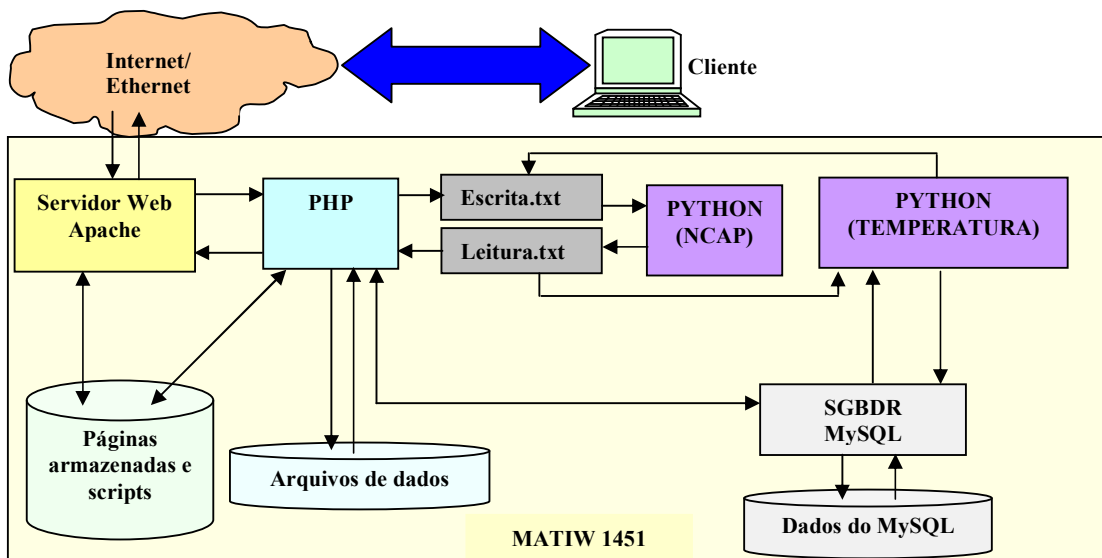 Internet/
Ethernet
Cliente
Servidor Web
Apache
PHP
Escrita.txt
Leitura.txt
PYTHON
(NCAP)
PYTHON
(TEMPERATURA)
SGBDR
MySQL
Páginas
armazenadas e
scripts
Arquivos de dados
Dados do MySQL
MATIW 1451